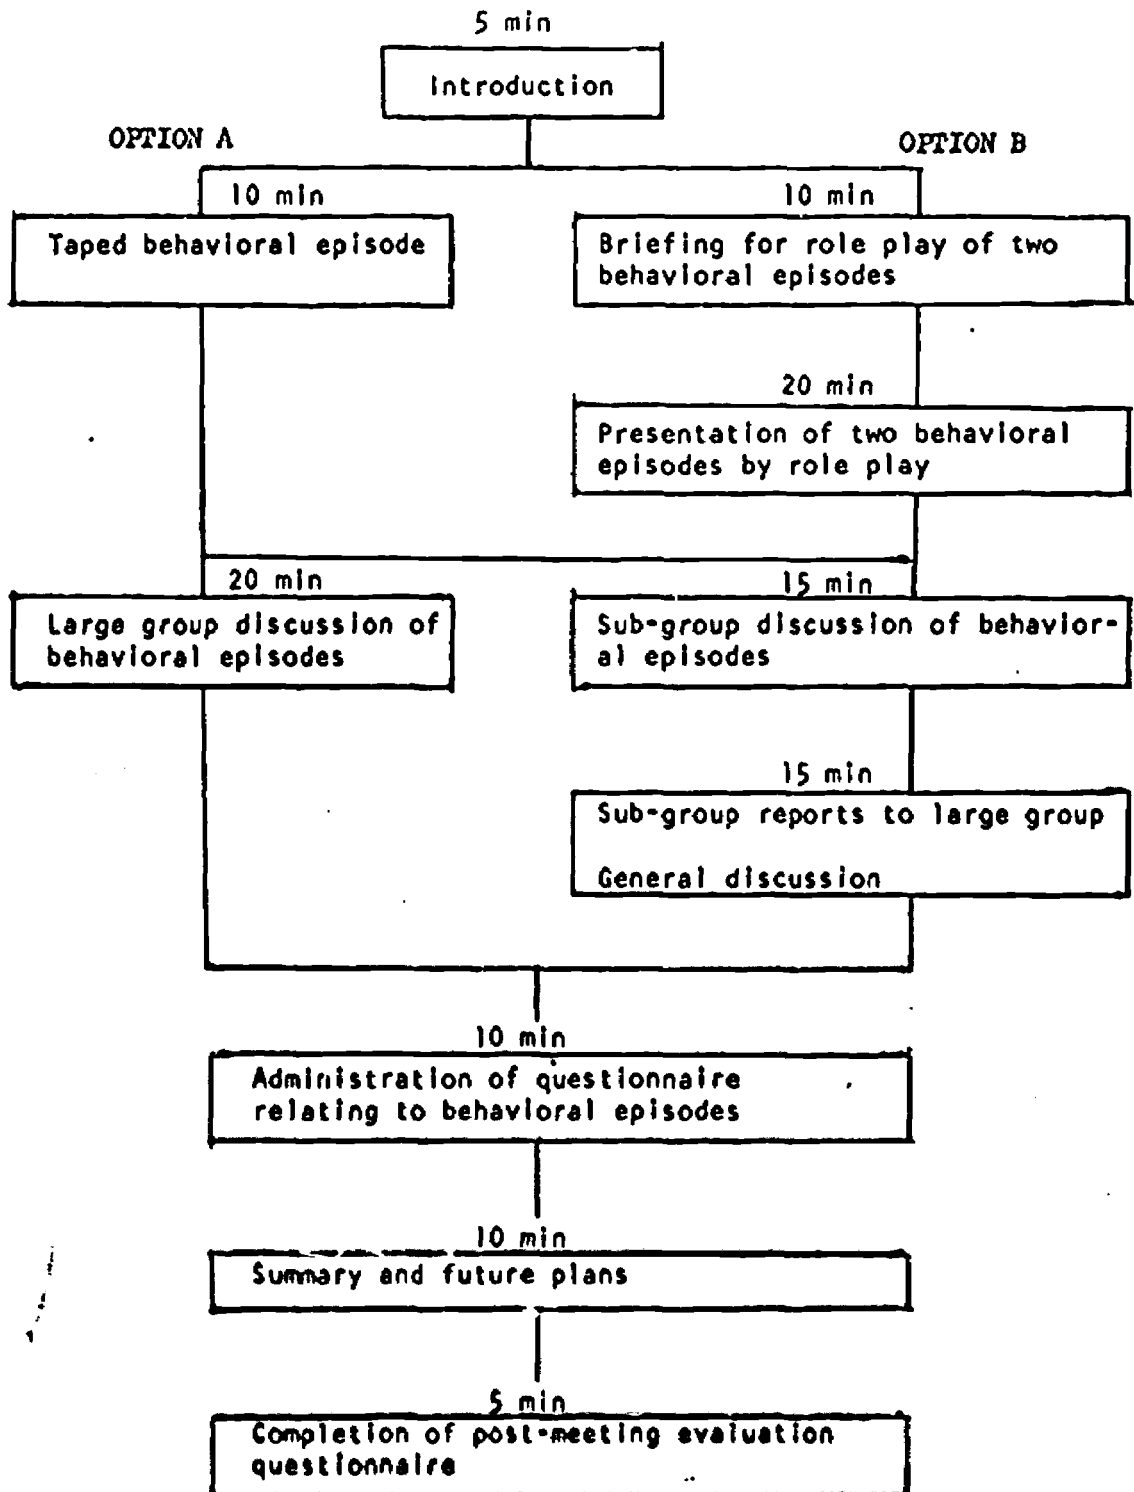 5 min
Introduction
OPTION A
OPTION B
10 min
Taped behavioral episode
10 min
Briefing for role play of two
behavioral episodes
20 min
Presentation of two behavioral
episodes by role play
20 min
Large group discussion of
behavioral episodes
15 min
Sub-group discussion of behavior-
al episodes
15 min
Sub-group reports to large group
General discussion
10 min
Administration of questionnaire
relating to behavioral episodes
10 min
Summary and future plans
5 min
Completion of post-meeting evaluation
questionnaire